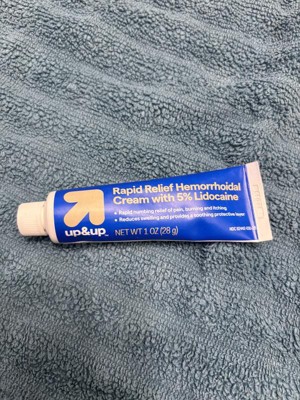 Rapid Relief Hemorrhoidal
Cream with 5% Lidocaine
• Rapid numbing relief of pain, burning and itching
• Reduces swelling and provides a soothing protective layer
up&up
NET WT 1 OZ (28 g)